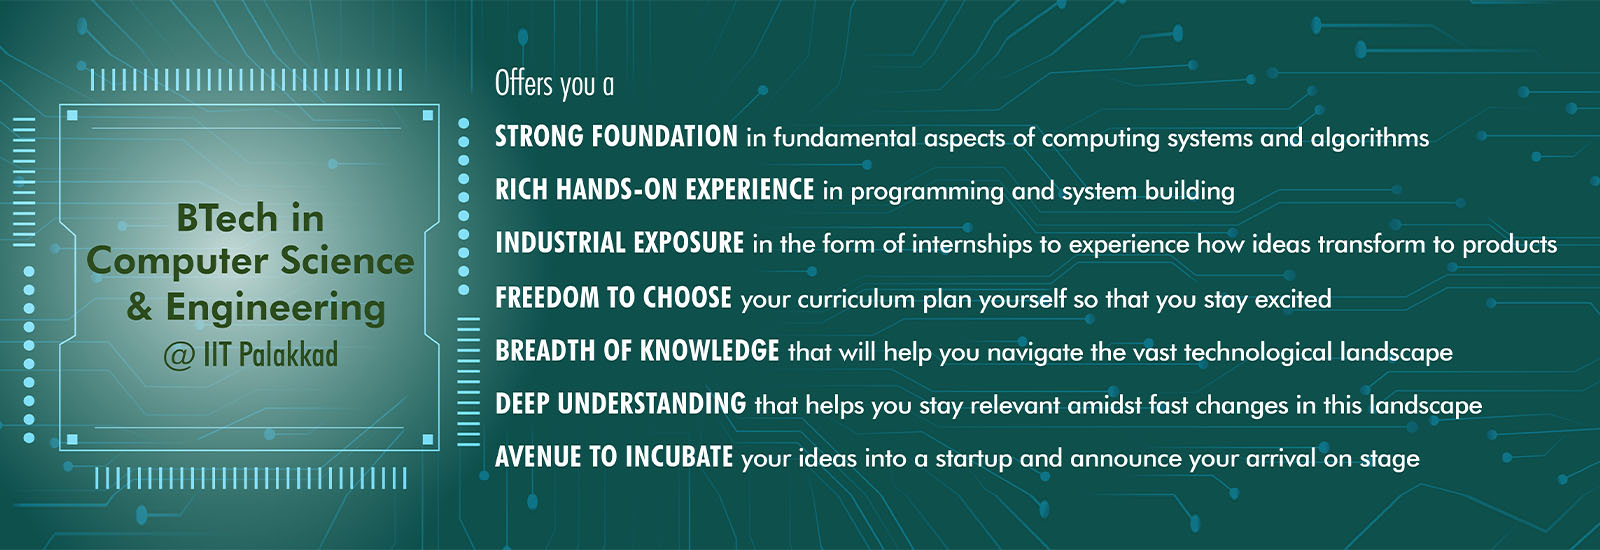 BTech in
Computer Science
& Engineering
@ IIT Palakkad
Offers you a
STRONG FOUNDATION in fundamental aspects of computing systems and algorithms
RICH HANDS-ON EXPERIENCE in programming and system building
INDUSTRIAL EXPOSURE in the form of internships to experience how ideas transform to products
FREEDOM TO CHOOSE your curriculum plan yourself so that you stay excited
BREADTH OF KNOWLEDGE that will help you navigate the vast technological landscape
DEEP UNDERSTANDING that helps you stay relevant amidst fast changes in this landscape
AVENUE TO INCUBATE your ideas into a startup and announce your arrival on stage